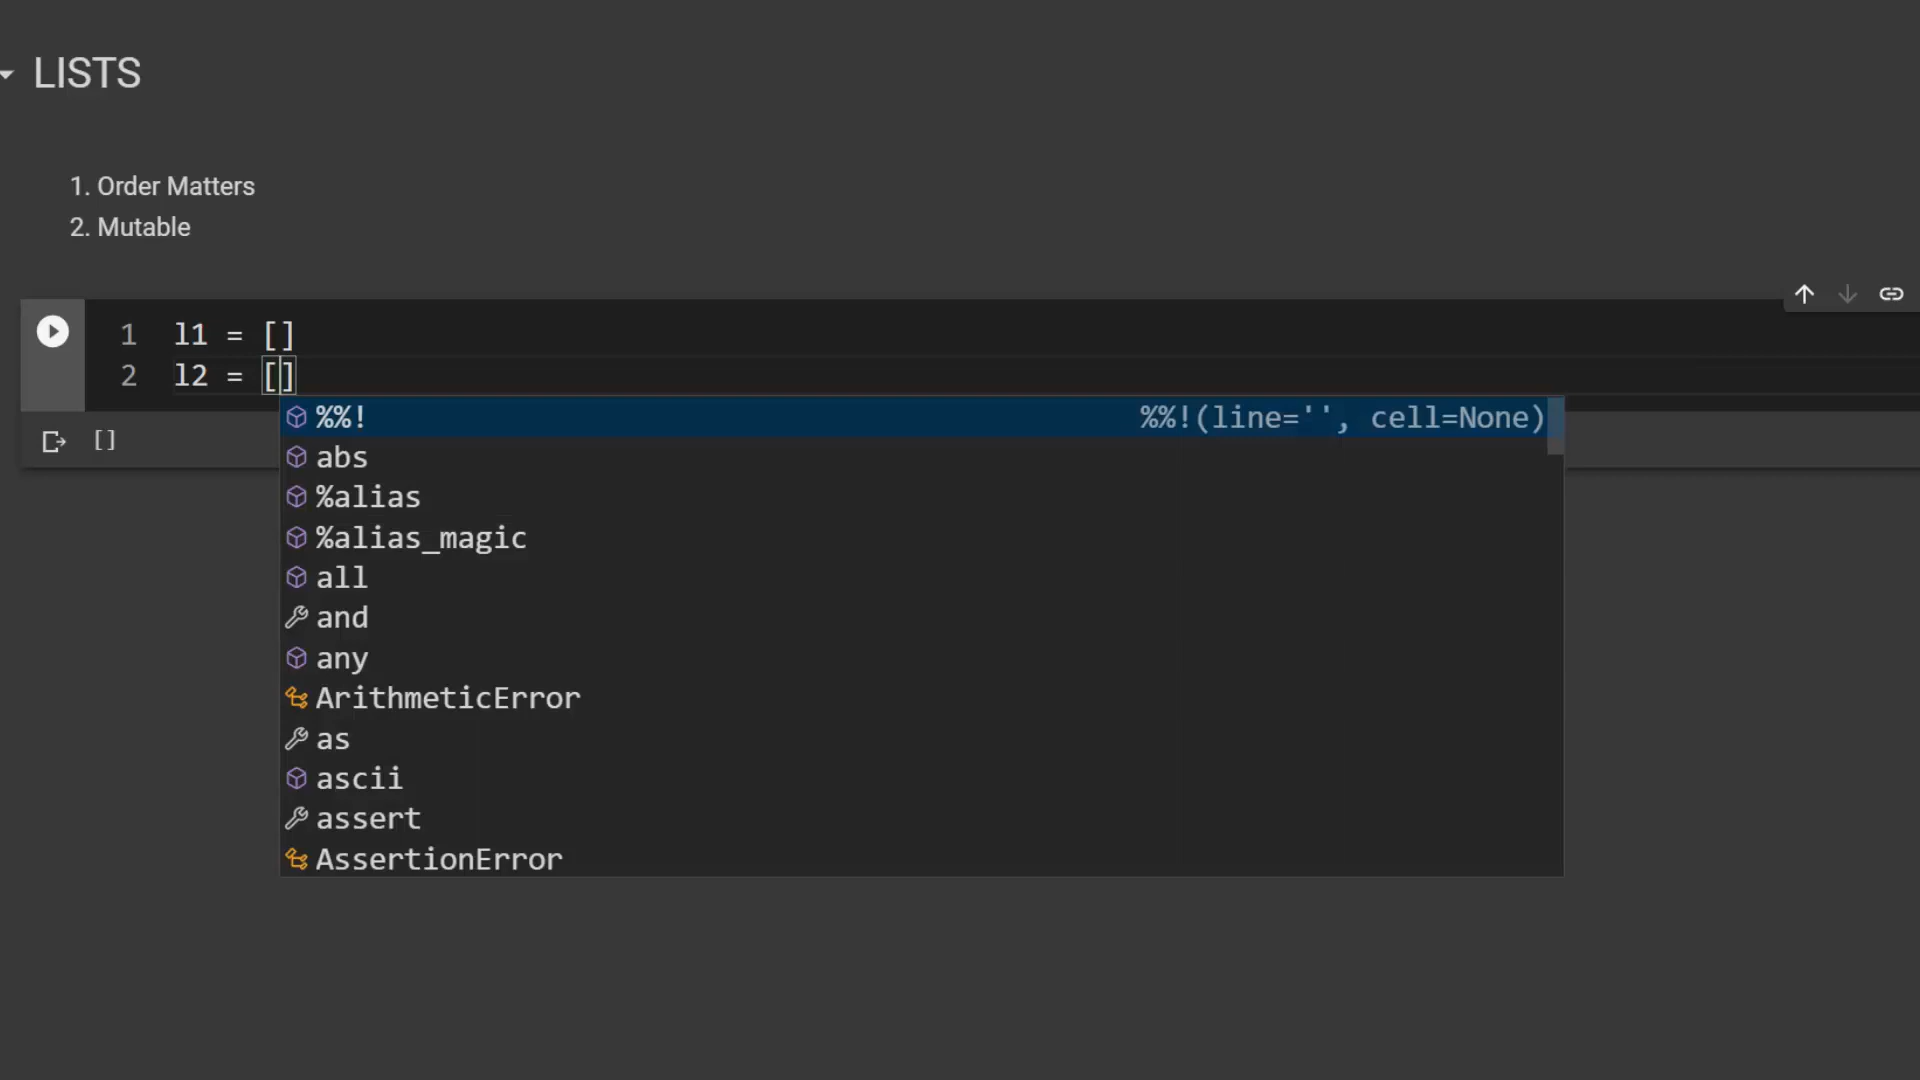 LISTS
1. Order Matters
2. Mutable
1 l1 = []
2 l2 = []
[]
%%! %%!(line='', cell=None)
abs
%alias
%alias_magic
all
and
any
ArithmeticError
as
ascii
assert
AssertionError